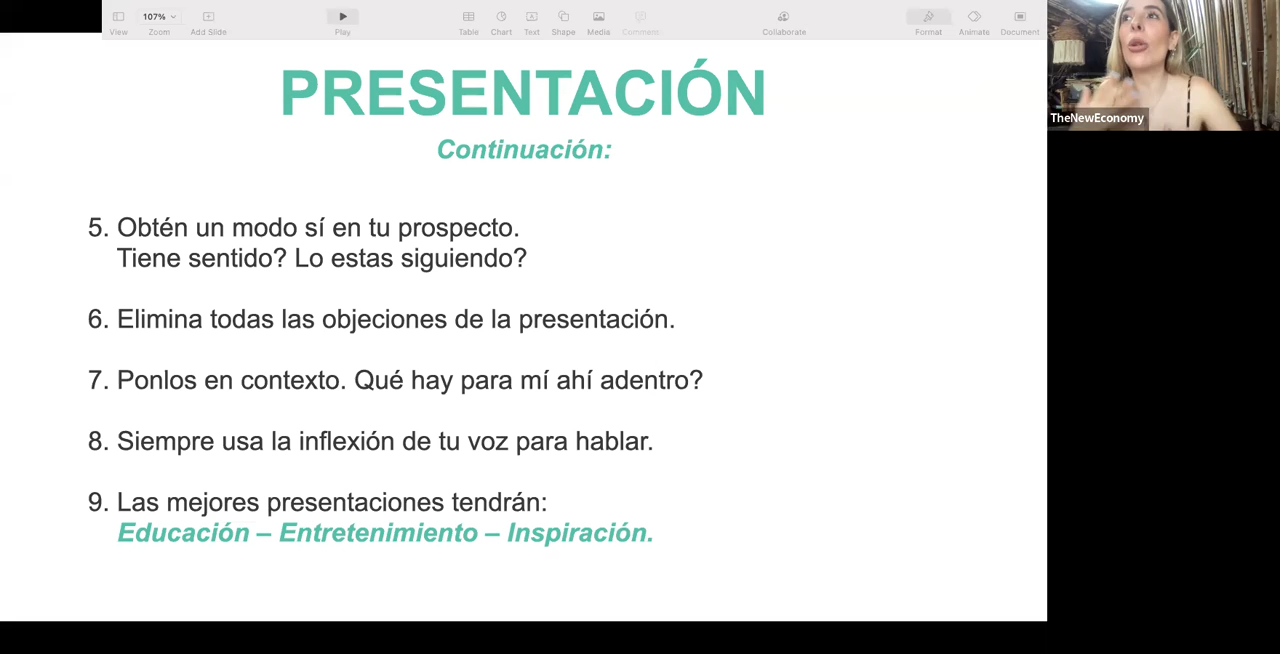 107%
View
Zoom
Add Slide
Play
Table
Chart
Text
Shape
Media
Comment
Collaborate
Format
Animate
Document
TheNewEconomy
PRESENTACIÓN
Continuación:
5. Obtén un modo sí en tu prospecto.
Tiene sentido? Lo estas siguiendo?
6. Elimina todas las objeciones de la presentación.
7. Ponlos en contexto. Qué hay para mí ahí adentro?
8. Siempre usa la inflexión de tu voz para hablar.
9. Las mejores presentaciones tendrán:
Educación – Entretenimiento – Inspiración.